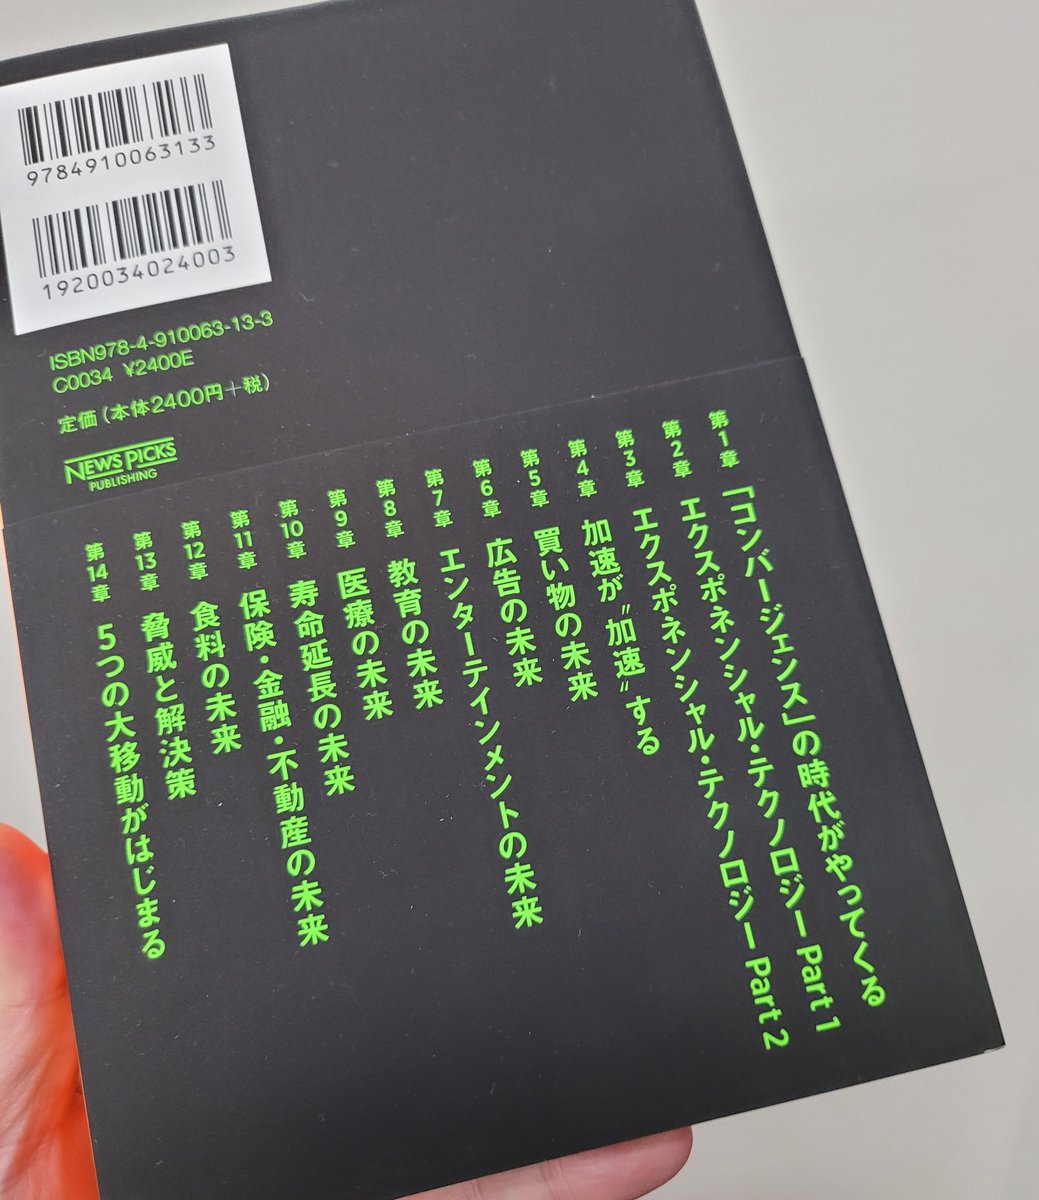 9784910063133
1920034024003
ISBN978-4-910063-13-3
C0034 ¥2400E
定価(本体2400円+税)
NEWSPICKS
PUBLISHING
第1章 「コンバージェンス」の時代がやってくる
第2章 エクスポネンシャル・テクノロジー Part 1
第3章 エクスポネンシャル・テクノロジー Part 2
第4章 加速が〝加速〟する
第5章 買い物の未来
第6章 広告の未来
第7章 エンターテインメントの未来
第8章 教育の未来
第9章 医療の未来
第10章 寿命延長の未来
第11章 保険・金融・不動産の未来
第12章 食料の未来
第13章 脅威と解決策
第14章 5つの大移動がはじまる